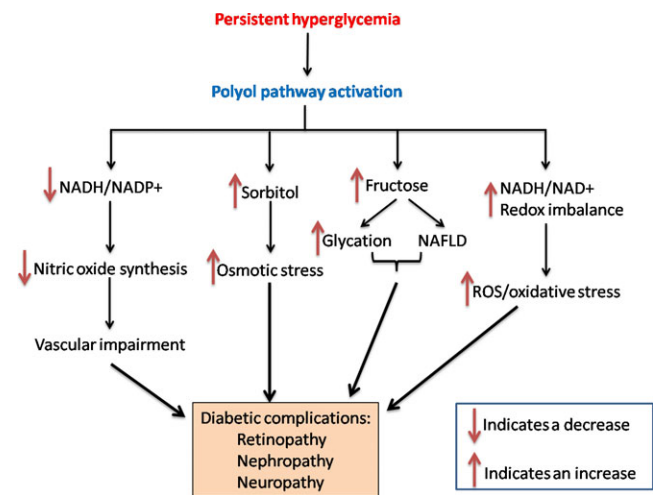 Persistent hyperglycemia
Polyol pathway activation
NADH/NADP+
Sorbitol
Fructose
NADH/NAD+
Redox imbalance
Glycation
NAFLD
Nitric oxide synthesis
Osmotic stress
ROS/oxidative stress
Vascular impairment
Diabetic complications:
Retinopathy
Nephropathy
Neuropathy
Indicates a decrease
Indicates an increase